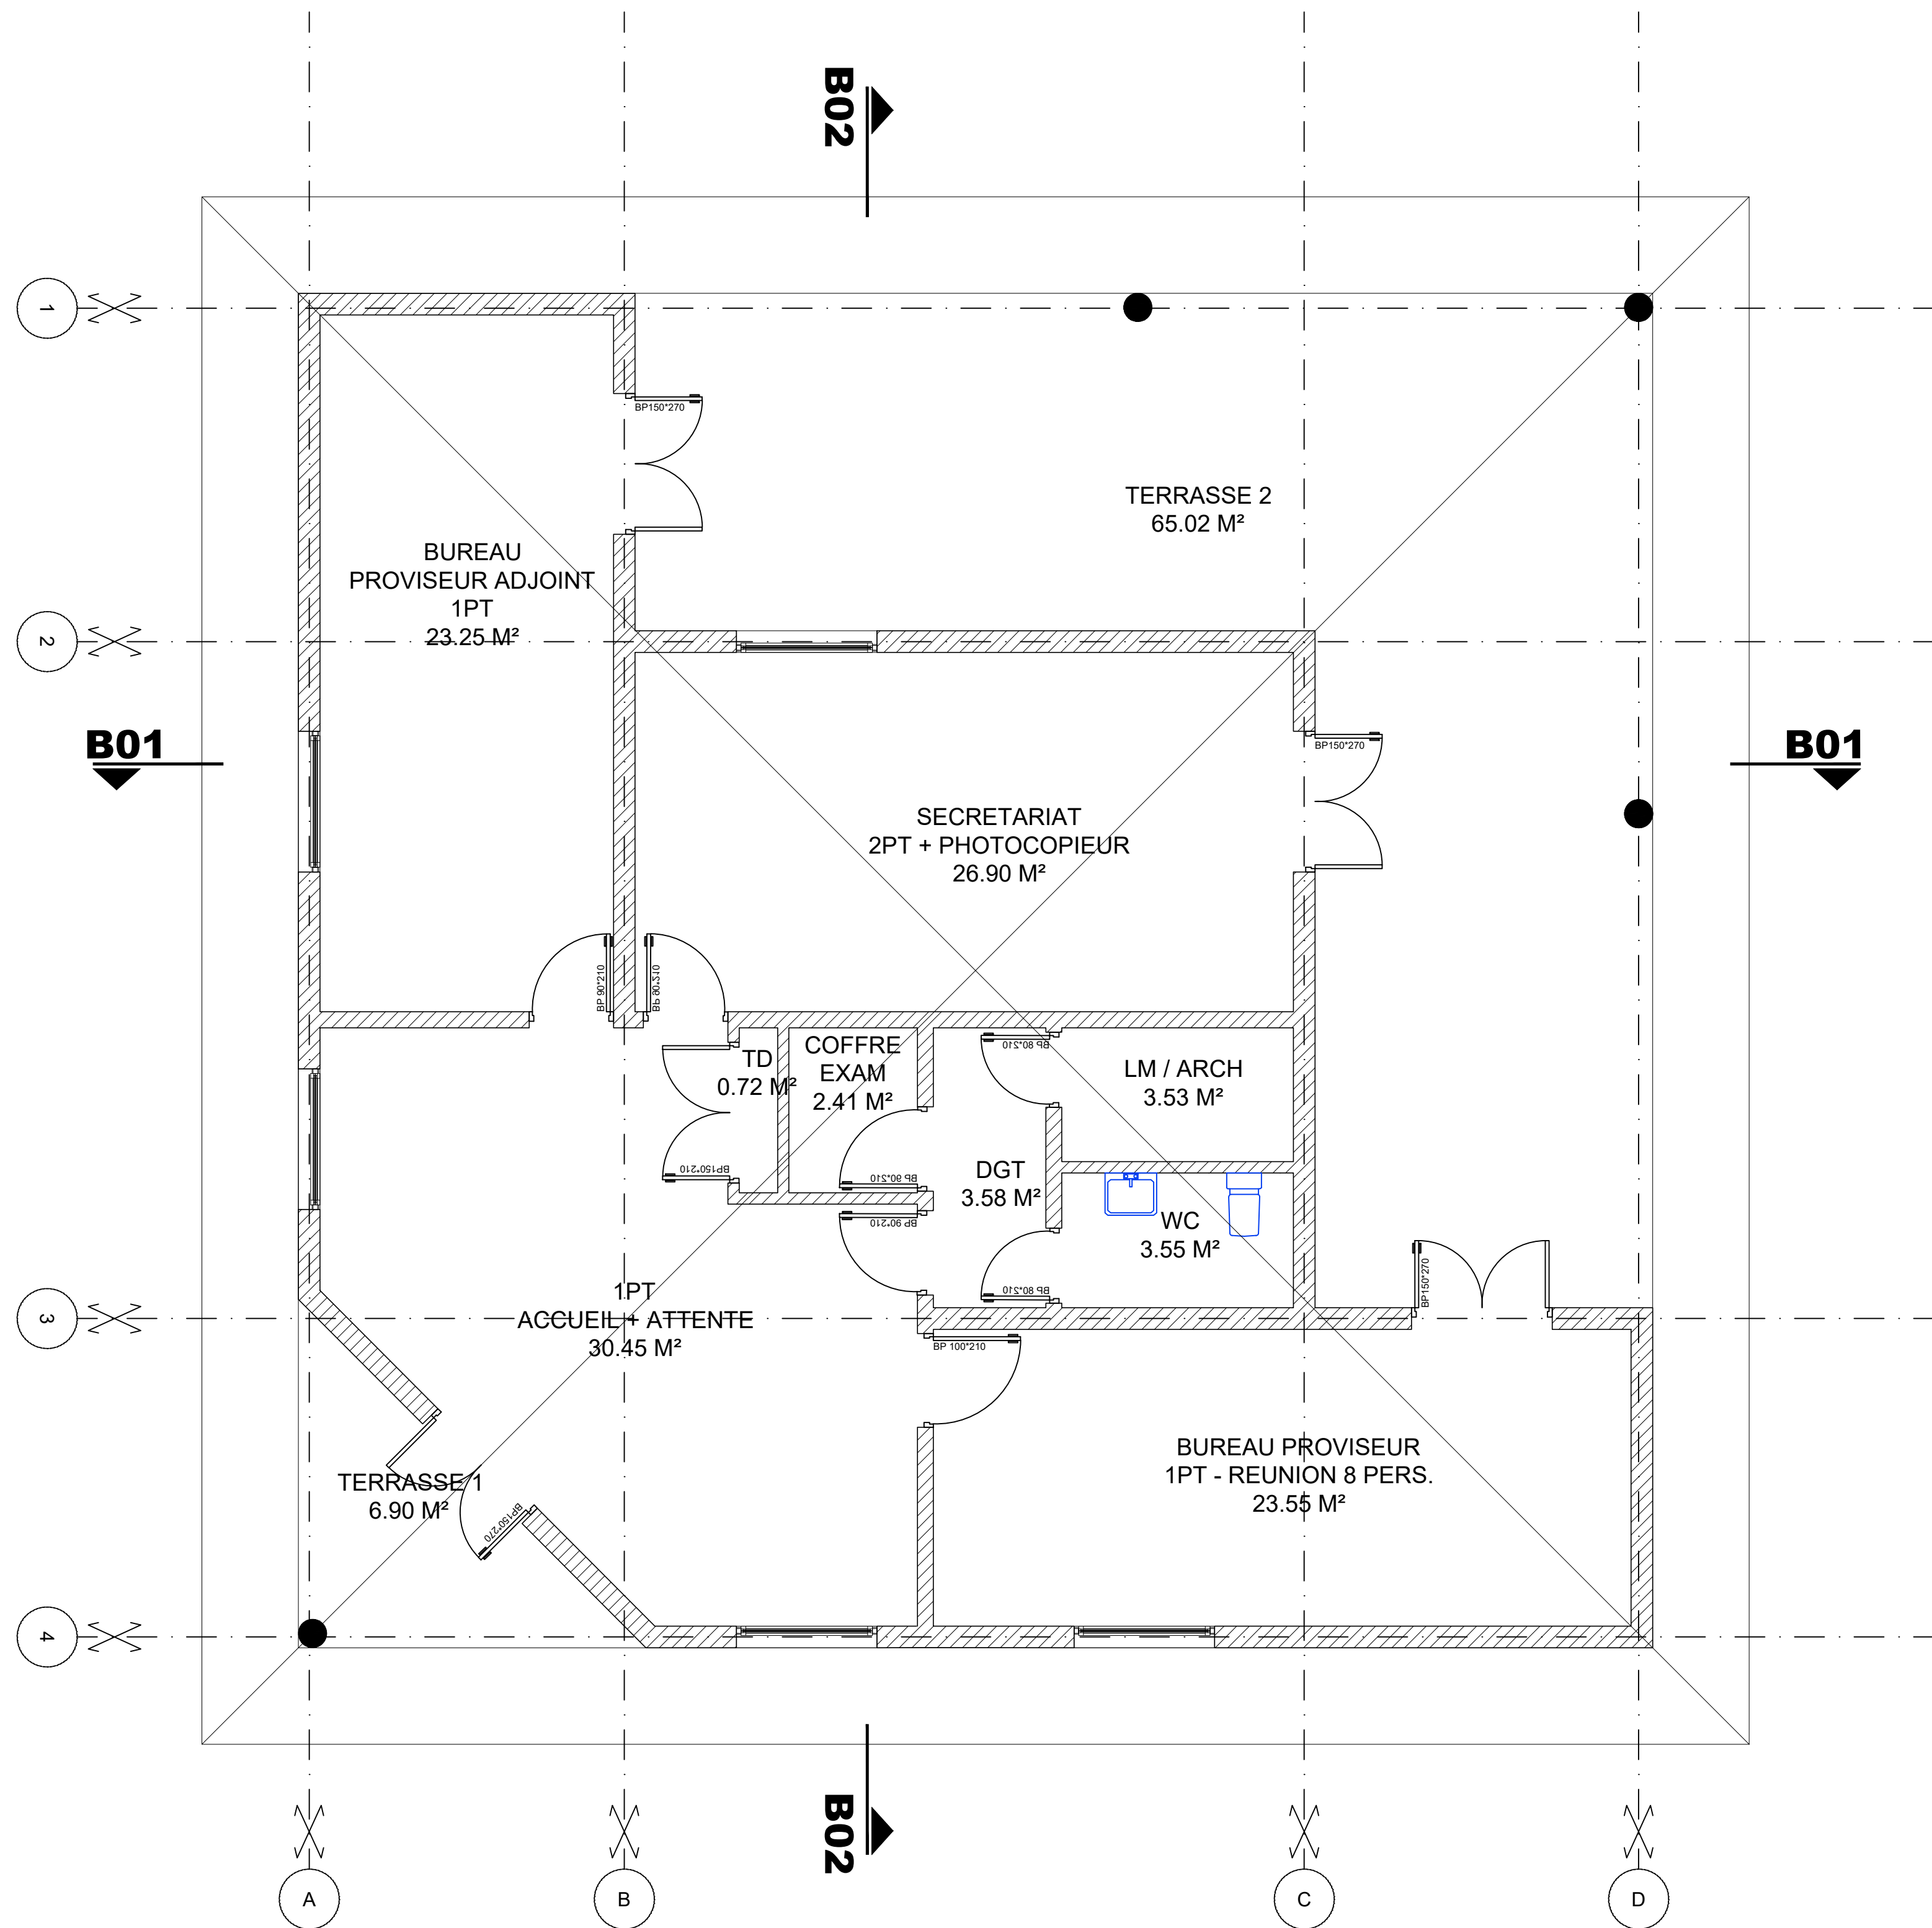 B02
1
BP150*270
TERRASSE 2
65.02 M²
BUREAU
PROVISEUR ADJOINT
1PT
23.25 M²
2
B01
B01
BP150*270
SECRETARIAT
2PT + PHOTOCOPIEUR
26.90 M²
BP 90*210
BP 90*210
TD
0.72 M²
COFFRE
EXAM
2.41 M²
BP 80*210
LM / ARCH
3.53 M²
BP150*210
BP 90*210
DGT
3.58 M²
BP 90*210
WC
3.55 M²
BP 80*210
BP150*270
3
1PT
ACCUEIL + ATTENTE
30.45 M²
BP 100*210
BUREAU PROVISEUR
1PT - REUNION 8 PERS.
23.55 M²
TERRASSE 1
6.90 M²
BP150*270
4
B02
A
B
C
D